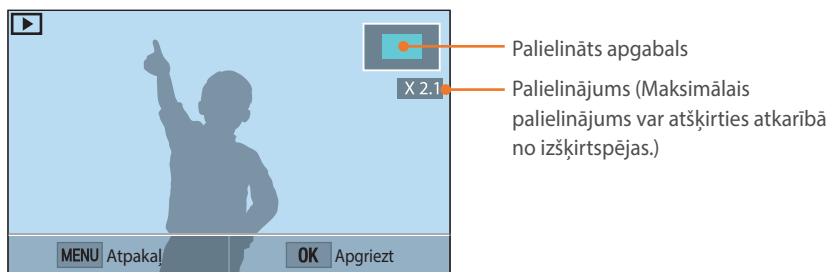 Palielināts apgabals
X 2.1
Palielinājums (Maksimālais
palielinājums var atšķirties atkarībā
no izšķirtspējas.)
MENU Atpakaļ
OK Apgriezt